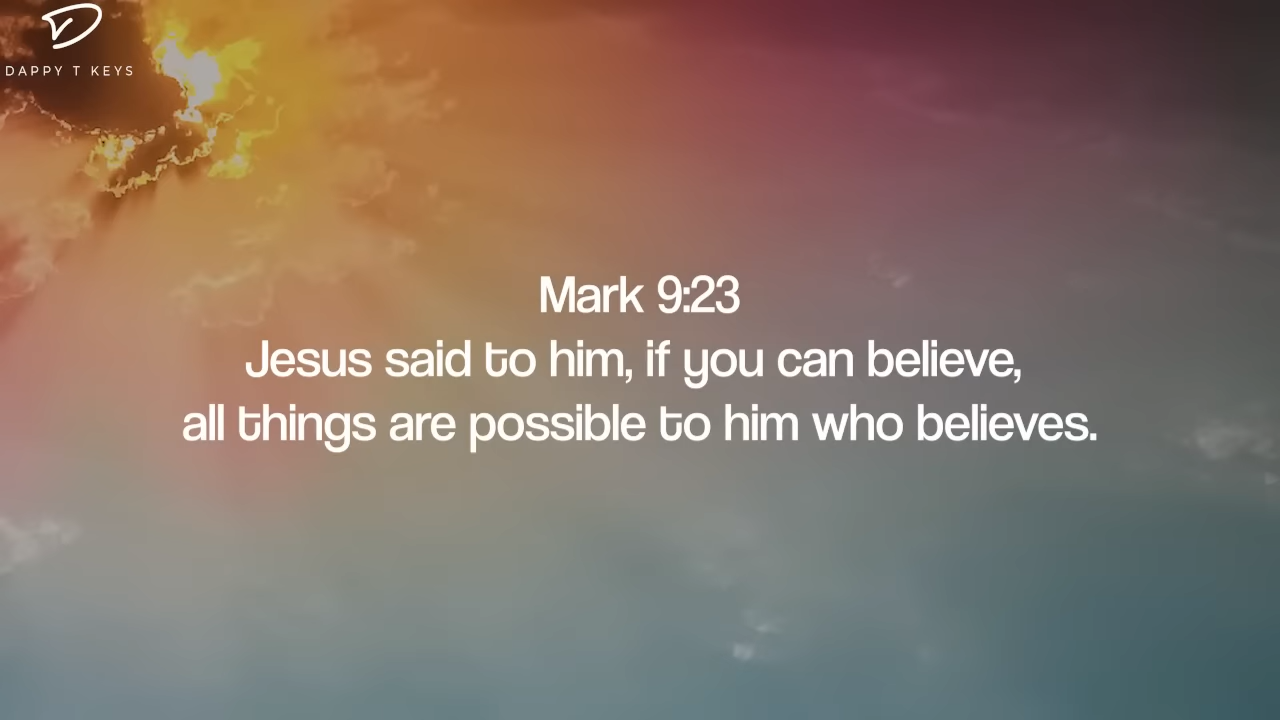 DAPPY T KEYS
Mark 9:23
Jesus said to him, if you can believe,
all things are possible to him who believes.